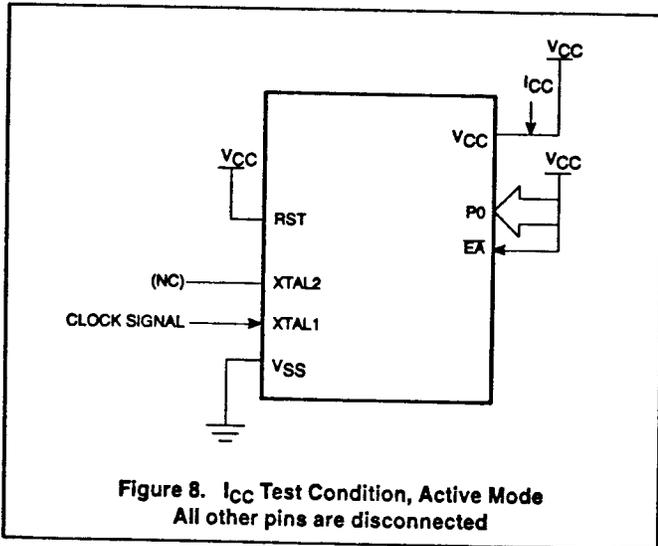 VCC
ICC
VCC
VCC
VCC
RST
P0
EA
(NC)
XTAL2
CLOCK SIGNAL
XTAL1
VSS
Figure 8. ICC Test Condition, Active Mode
All other pins are disconnected